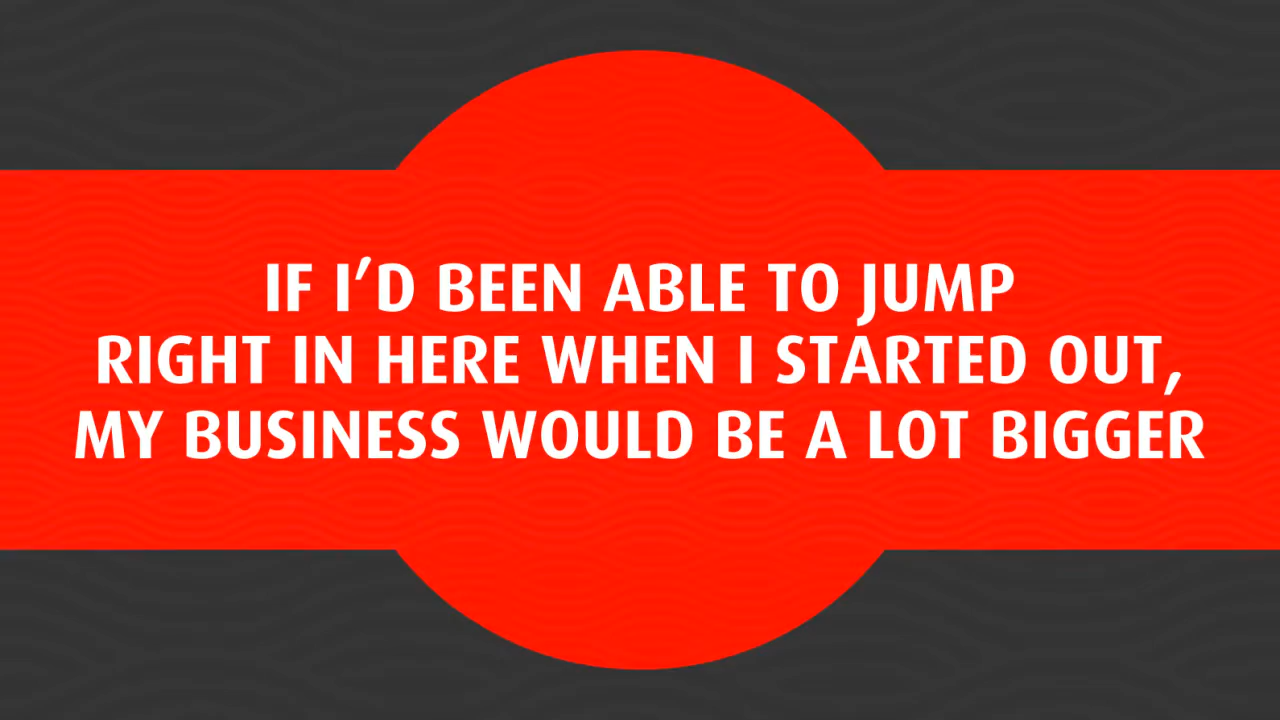 IF I'D BEEN ABLE TO JUMP
RIGHT IN HERE WHEN I STARTED OUT,
MY BUSINESS WOULD BE A LOT BIGGER